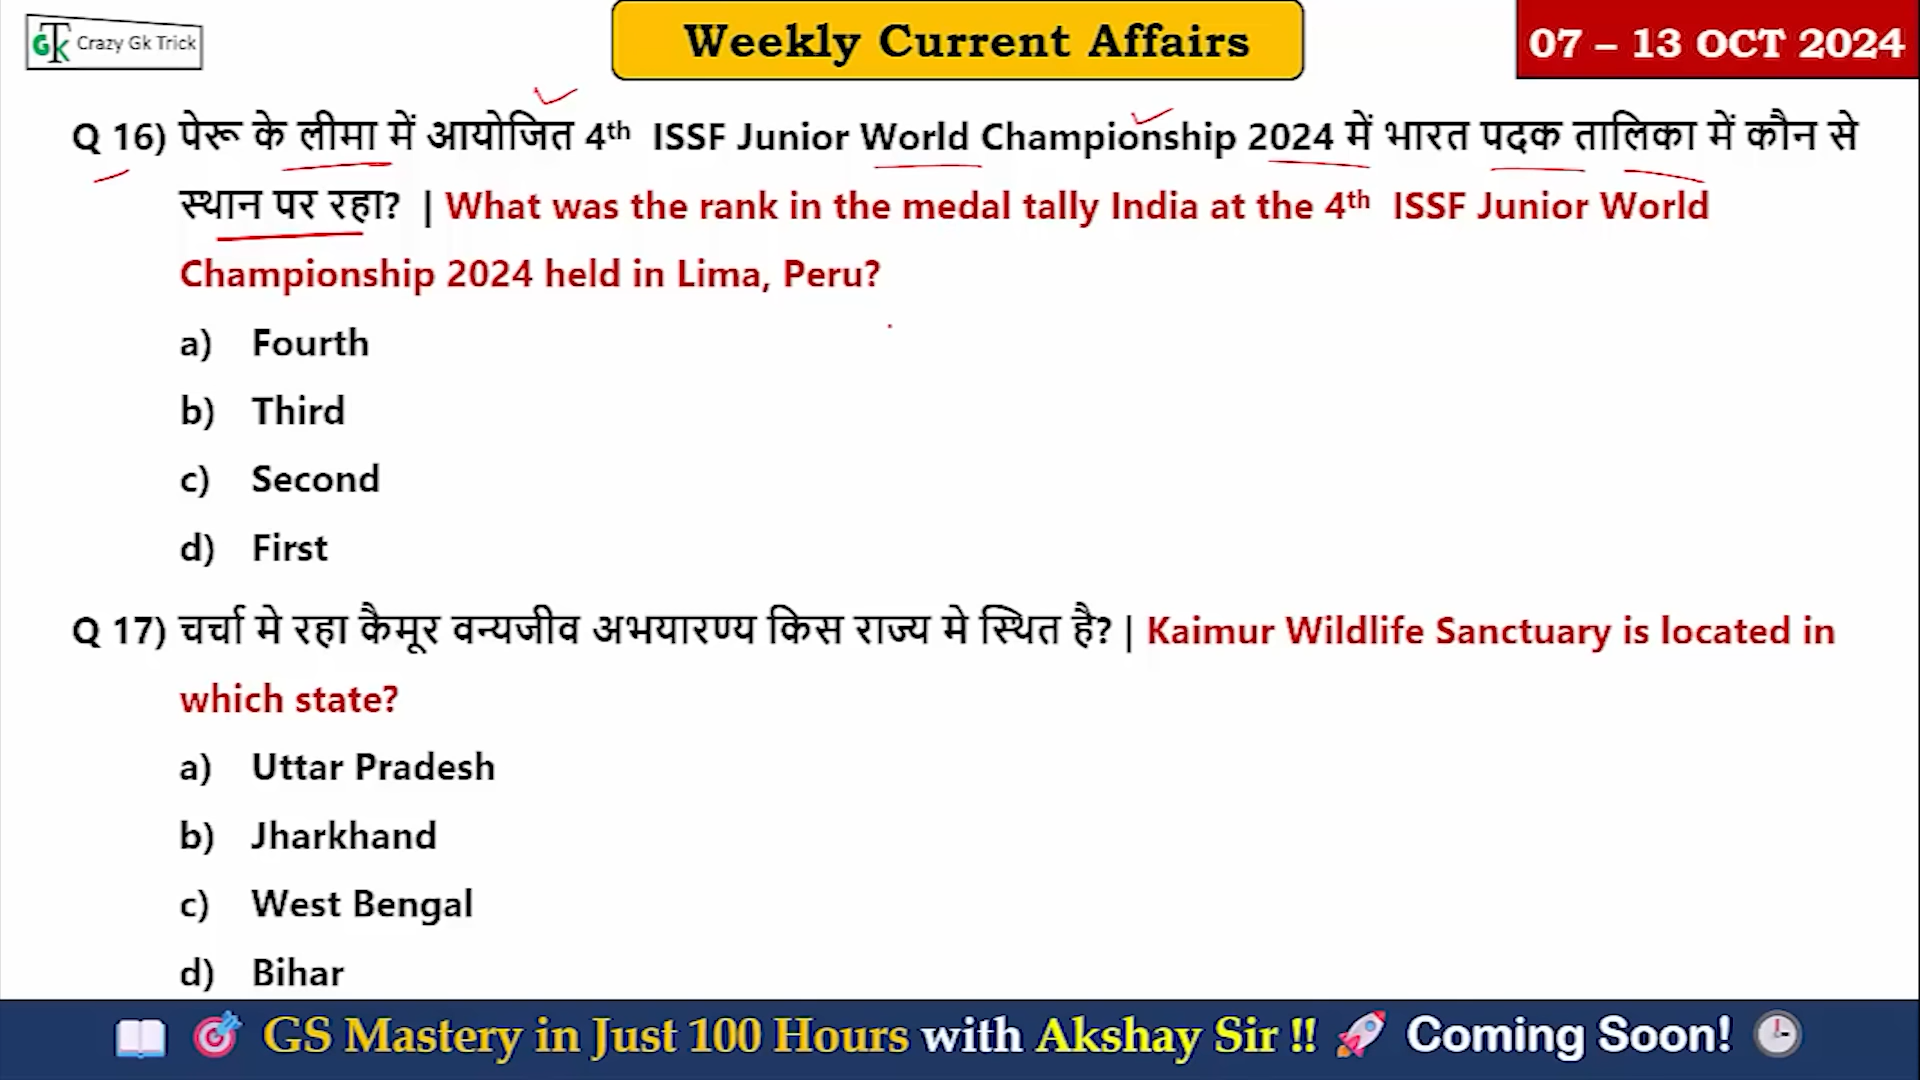 GTK Crazy Gk Trick
Weekly Current Affairs
07 – 13 OCT 2024
Q 16) पेरू के लीमा में आयोजित 4th ISSF Junior World Championship 2024 में भारत पदक तालिका में कौन से
स्थान पर रहा? | What was the rank in the medal tally India at the 4th ISSF Junior World
Championship 2024 held in Lima, Peru?
a) Fourth
b) Third
c) Second
d) First
Q 17) चर्चा मे रहा कैमूर वन्यजीव अभयारण्य किस राज्य मे स्थित है? | Kaimur Wildlife Sanctuary is located in
which state?
a) Uttar Pradesh
b) Jharkhand
c) West Bengal
d) Bihar
GS Mastery in Just 100 Hours with Akshay Sir !! Coming Soon!